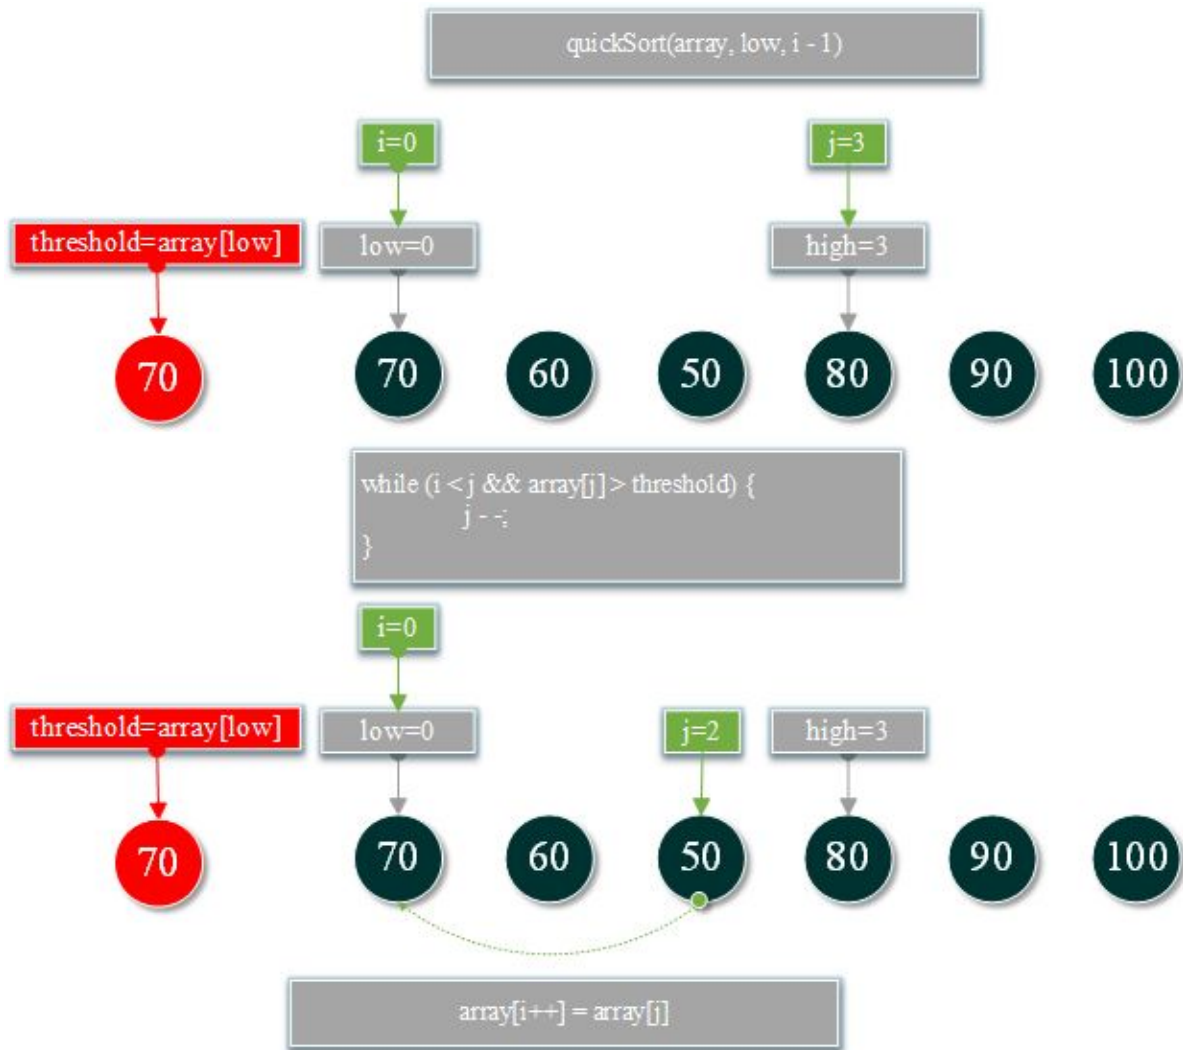 quickSort(array, low, i - 1)
i=0 j=3
threshold=array[low] low=0 high=3
70 70 60 50 80 90 100
while (i < j && array[j] > threshold) {
j - -;
}
i=0
threshold=array[low] low=0 j=2 high=3
70 70 60 50 80 90 100
array[i++] = array[j]